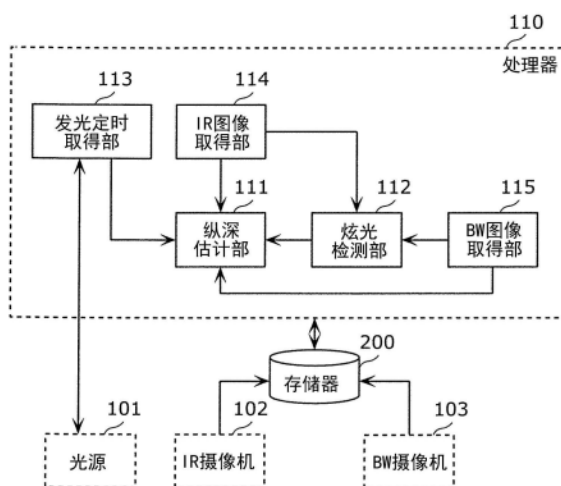 110
处理器
113
114
发光定时
取得部
IR图像
取得部
111
112
115
纵深
估计部
炫光
检测部
BW图像
取得部
200
存储器
101
102
103
光源
IR摄像机
BW摄像机